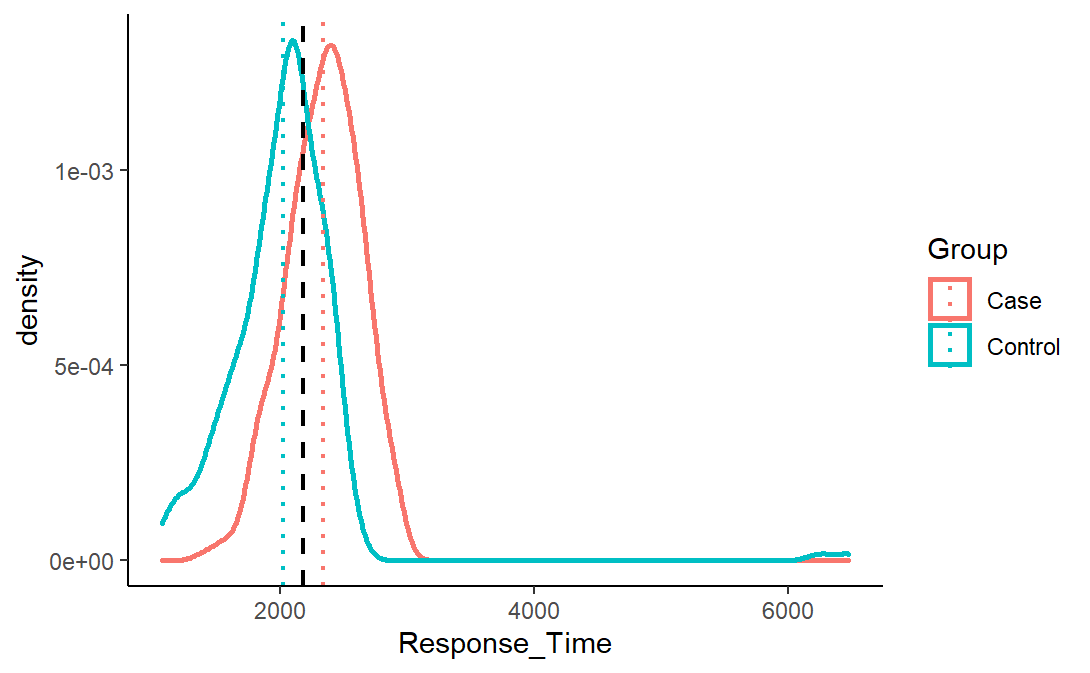 density
1e-03
5e-04
0e+00
2000
4000
6000
Response_Time
Group
Case
Control